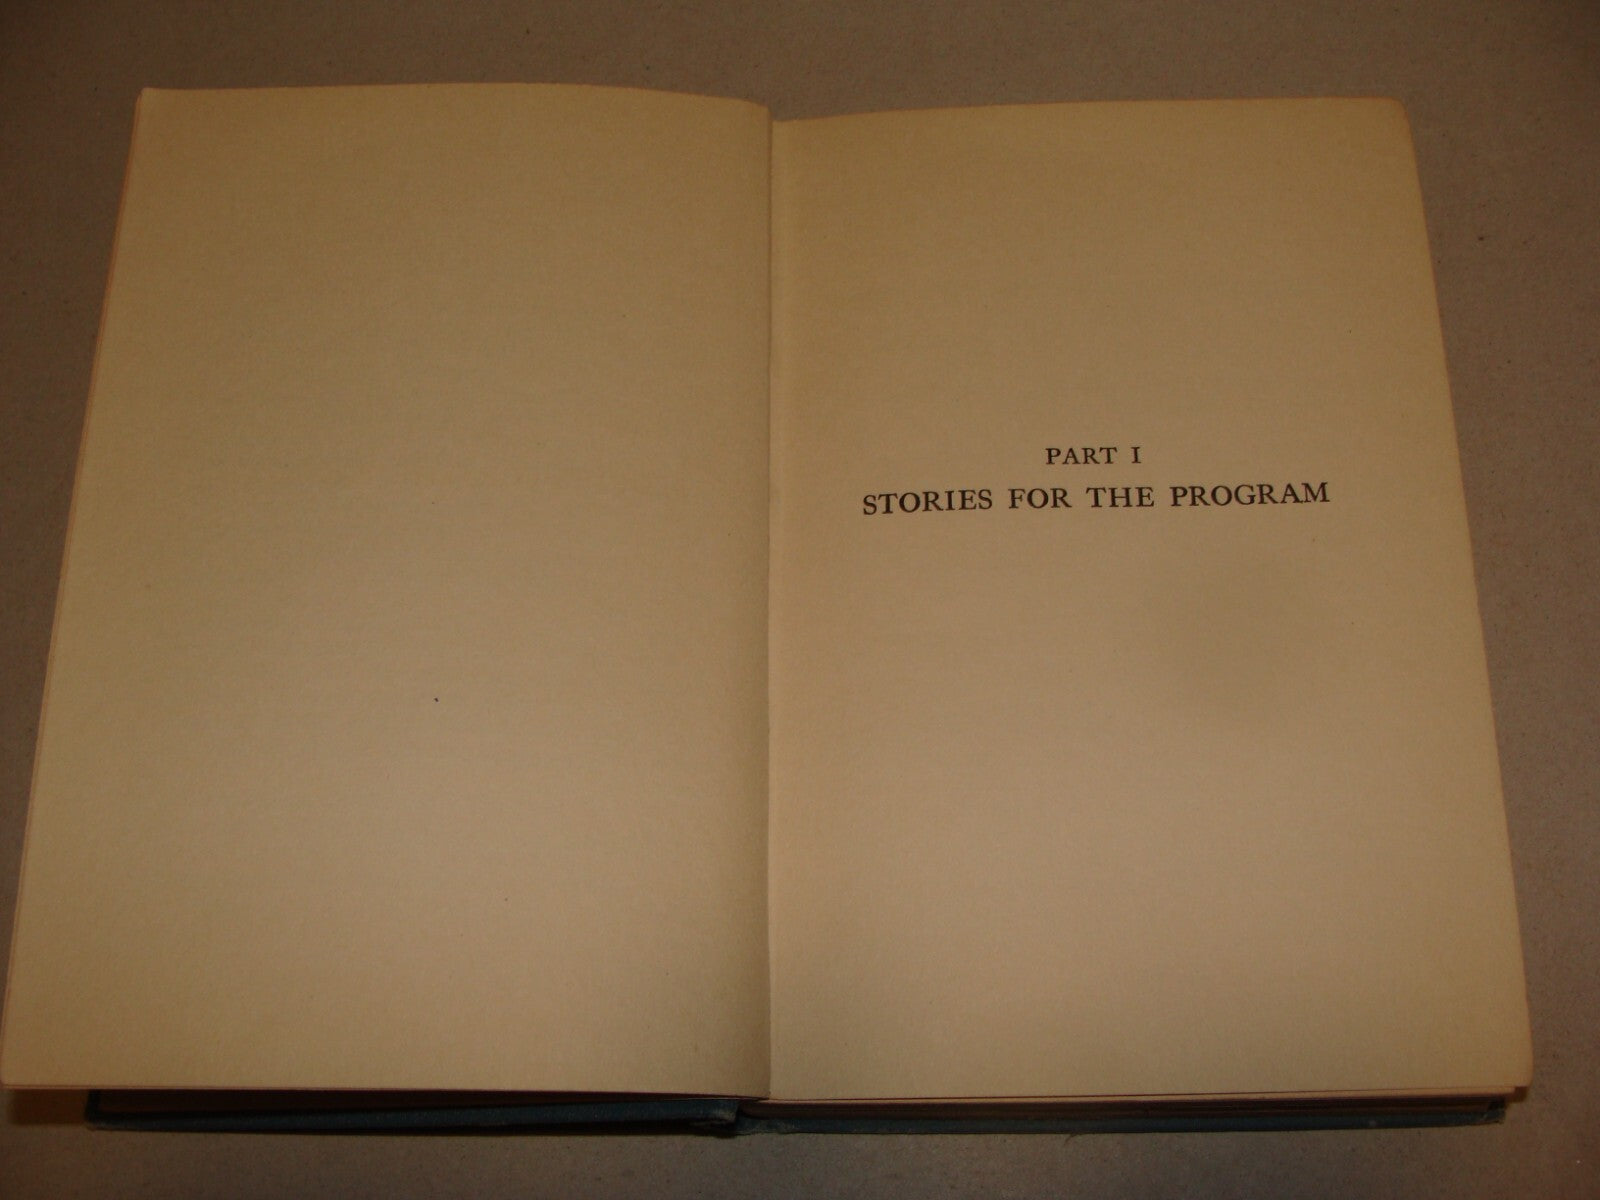 PART I
STORIES FOR THE PROGRAM